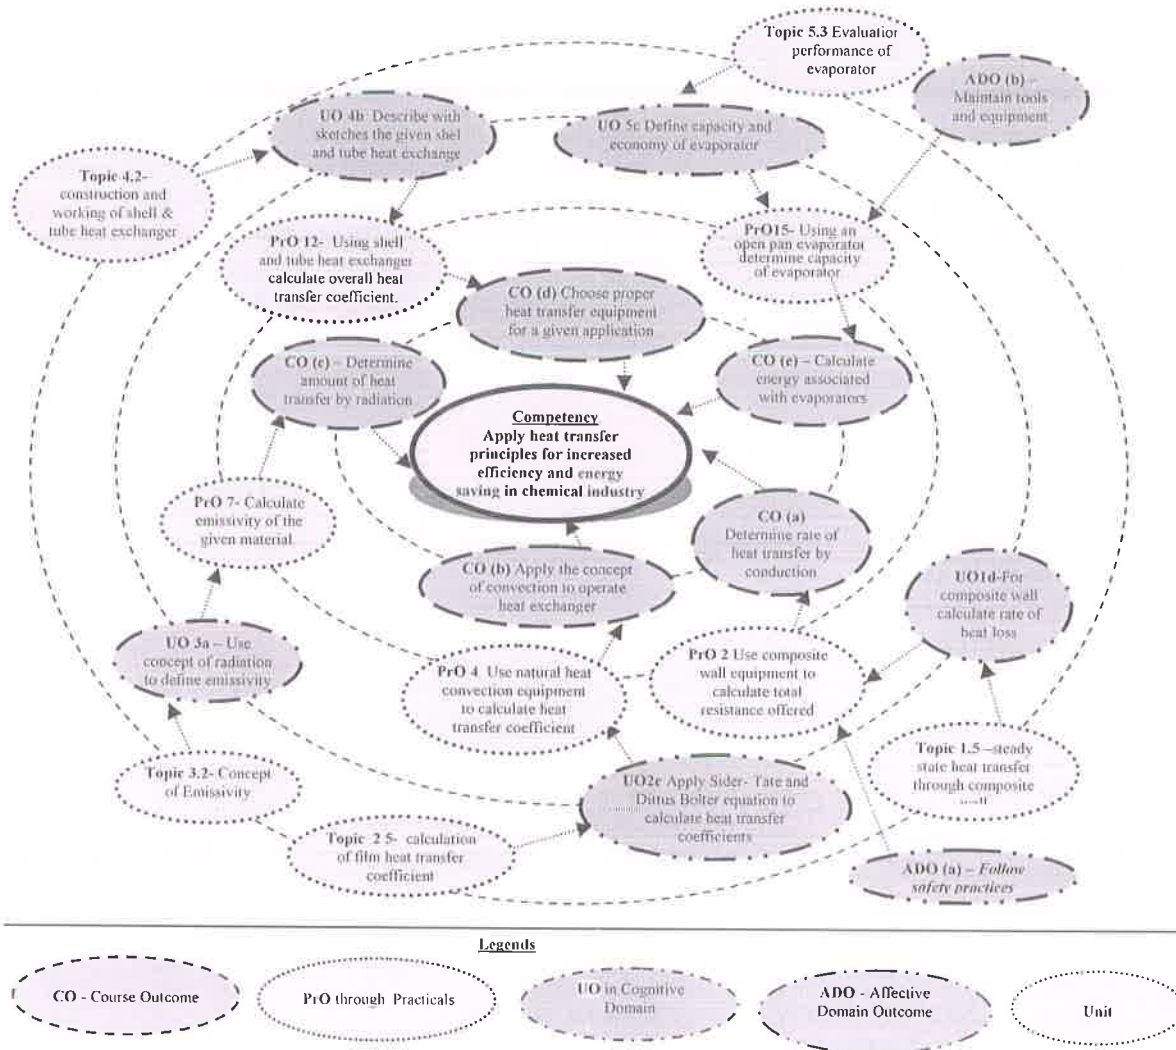 Topic 5.3 Evaluation
performance of
evaporator
ADO (b) –
Maintain tools
and equipment
UO 4b Describe with
sketches the given shel
and tube heat exchange
UO 5c Define capacity and
economy of evaporator
Topic 4.2-
construction and
working of shell &
tube heat exchanger
PrO 12- Using shell
and tube heat exchanger
calculate overall heat
transfer coefficient.
PrO15- Using an
open pan evaporator
determine capacity
of evaporator
CO (d) Choose proper
heat transfer equipment
for a given application
CO (c) – Determine
amount of heat
transfer by radiation
CO (e) – Calculate
energy associated
with evaporators
Competency
Apply heat transfer
principles for increased
efficiency and energy
saving in chemical industry
PrO 7- Calculate
emissivity of the
given material
CO (a)
Determine rate of
heat transfer by
conduction
CO (b) Apply the concept
of convection to operate
heat exchanger
UO1d-For
composite wall
calculate rate of
heat loss
UO 3a – Use
concept of radiation
to define emissivity
PrO 4 Use natural heat
convection equipment
to calculate heat
transfer coefficient
PrO 2 Use composite
wall equipment to
calculate total
resistance offered
Topic 3.2- Concept
of Emissivity
UO2e Apply Sider- Tate and
Dittus Bolter equation to
calculate heat transfer
coefficients
Topic 1.5 –steady
state heat transfer
through composite
Topic 2 5- calculation
of film heat transfer
coefficient
ADO (a) – Follow
safety practices
Legends
CO - Course Outcome
PrO through Practicals
UO in Cognitive
Domain
ADO - Affective
Domain Outcome
Unit